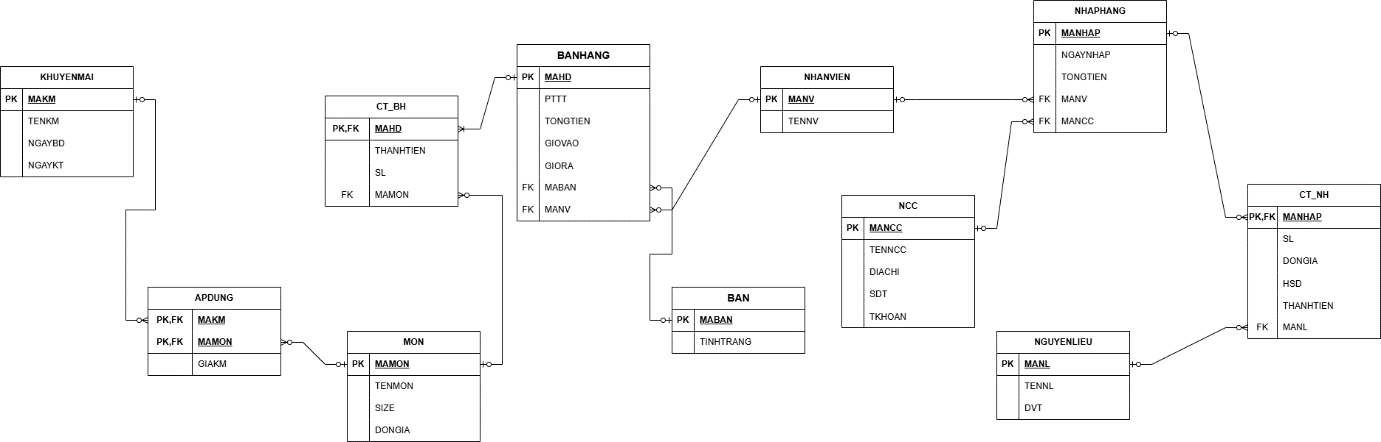 KHUYENMAI
PK MAKM
TENKM
NGAYBD
NGAYKT
APDUNG
PK,FK MAKM
PK,FK MAMON
GIAKM
CT_BH
PK,FK MAHD
THANHTIEN
SL
FK MAMON
MON
PK MAMON
TENMON
SIZE
DONGIA
BANHANG
PK MAHD
PTTT
TONGTIEN
GIOVAO
GIORA
FK MABAN
FK MANV
BAN
PK MABAN
TINHTRANG
NHANVIEN
PK MANV
TENNV
NCC
PK MANCC
TENNCC
DIACHI
SDT
TKHOAN
NHAPHANG
PK MANHAP
NGAYNHAP
TONGTIEN
FK MANV
FK MANCC
NGUYENLIEU
PK MANL
TENNL
DVT
CT_NH
PK,FK MANHAP
SL
DONGIA
HSD
THANHTIEN
FK MANL